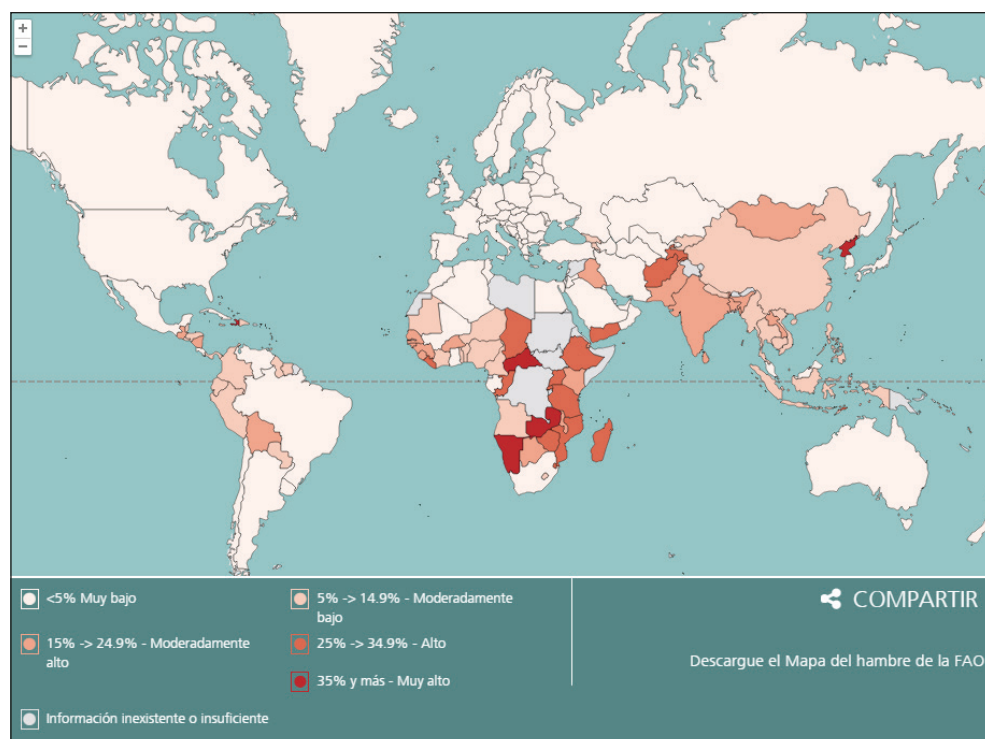 +
−
<5% Muy bajo
5% -> 14.9% - Moderadamente
bajo
15% -> 24.9% - Moderadamente
alto
25% -> 34.9% - Alto
35% y más - Muy alto
Información inexistente o insuficiente
COMPARTIR
Descargue el Mapa del hambre de la FAO